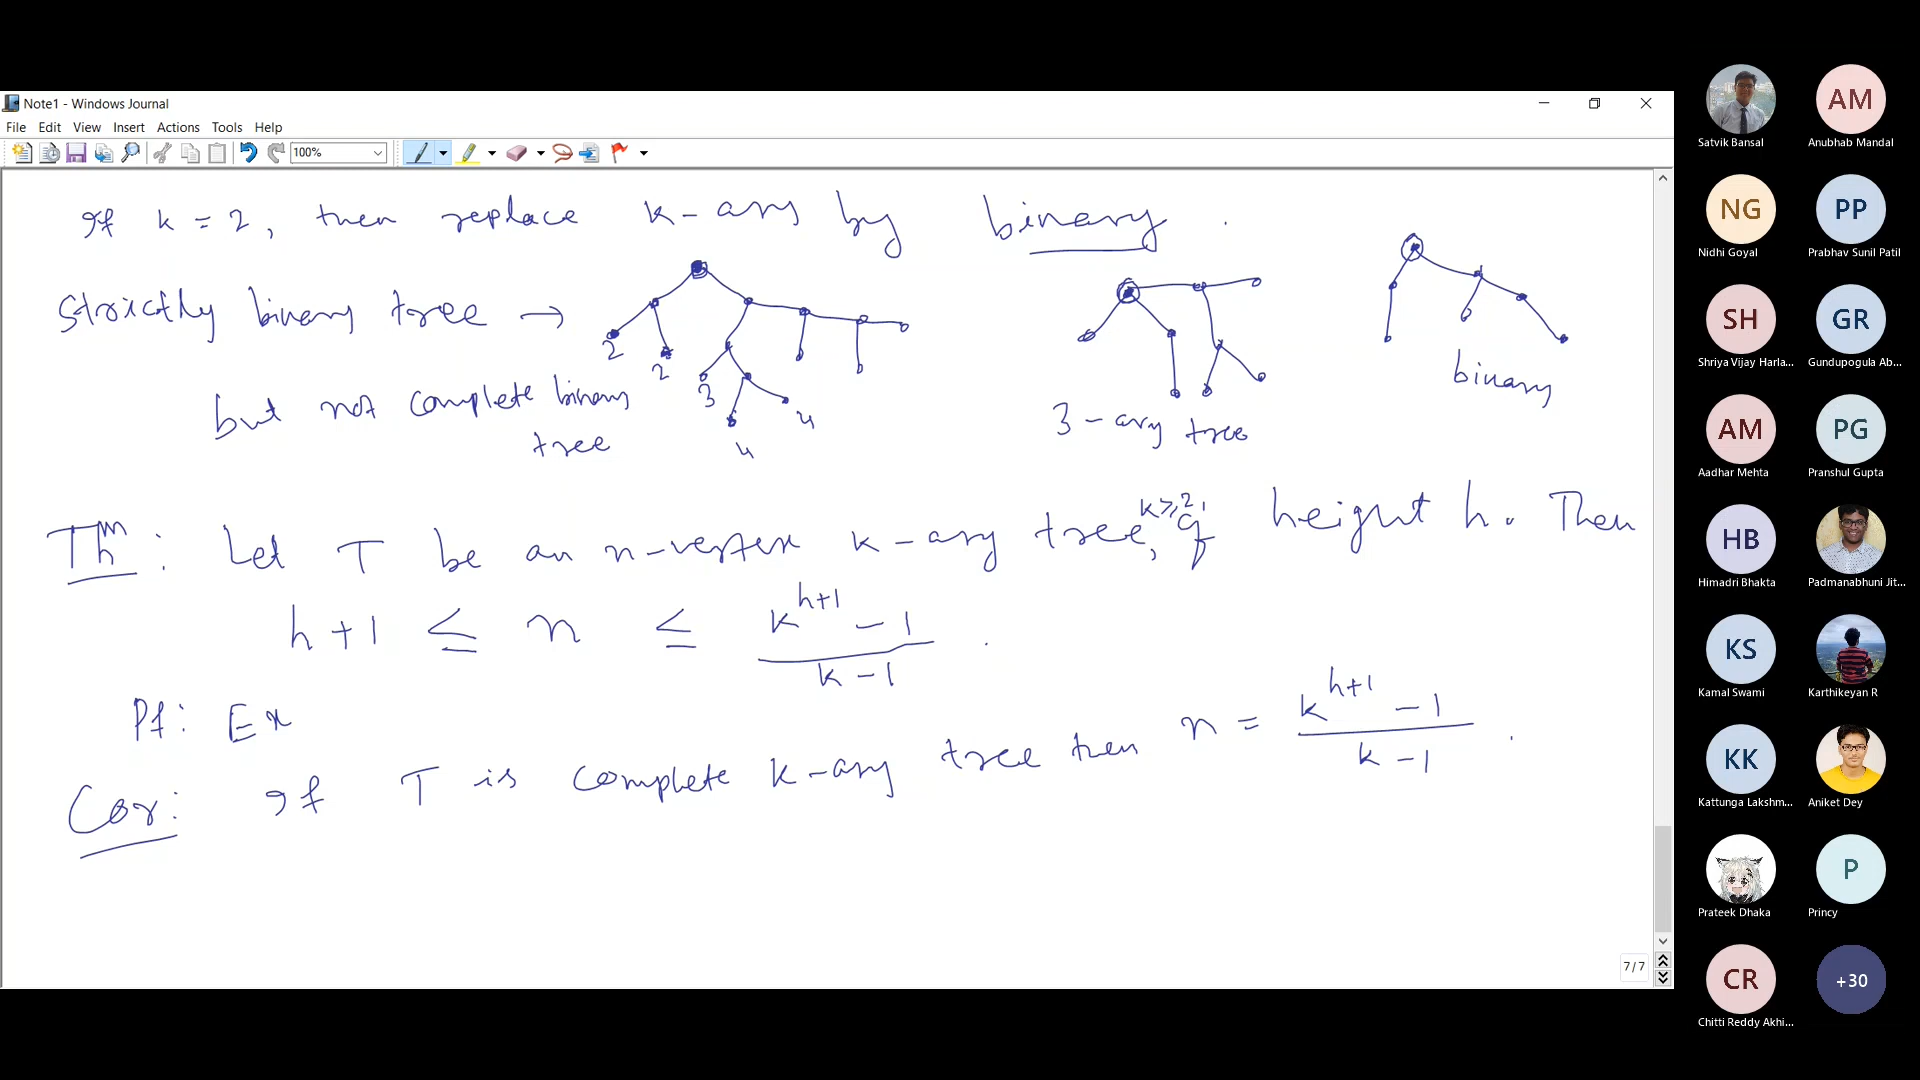 Note1 - Windows Journal
File Edit View Insert Actions Tools Help
100%
If k = 2, then replace k-ary by binary.
Strictly binary tree →
but not complete binary
tree
2
2
3
4
4
3-ary tree
binary
Thm: Let T be an n-vertex k-ary tree, k≥2, of height h. Then
h+1 ≤ n ≤ (k^(h+1) - 1)/(k-1).
Pf: Ex
Cor: If T is complete k-ary tree then n = (k^(h+1) - 1)/(k-1).
7/7
Satvik Bansal
AM
Anubhab Mandal
NG
Nidhi Goyal
PP
Prabhav Sunil Patil
SH
Shriya Vijay Harla...
GR
Gundupogula Ab...
AM
Aadhar Mehta
PG
Pranshul Gupta
HB
Himadri Bhakta
Padmanabhuni Jit...
KS
Kamal Swami
Karthikeyan R
KK
Kattunga Lakshm...
Aniket Dey
Prateek Dhaka
P
Princy
CR
Chitti Reddy Akhi...
+30